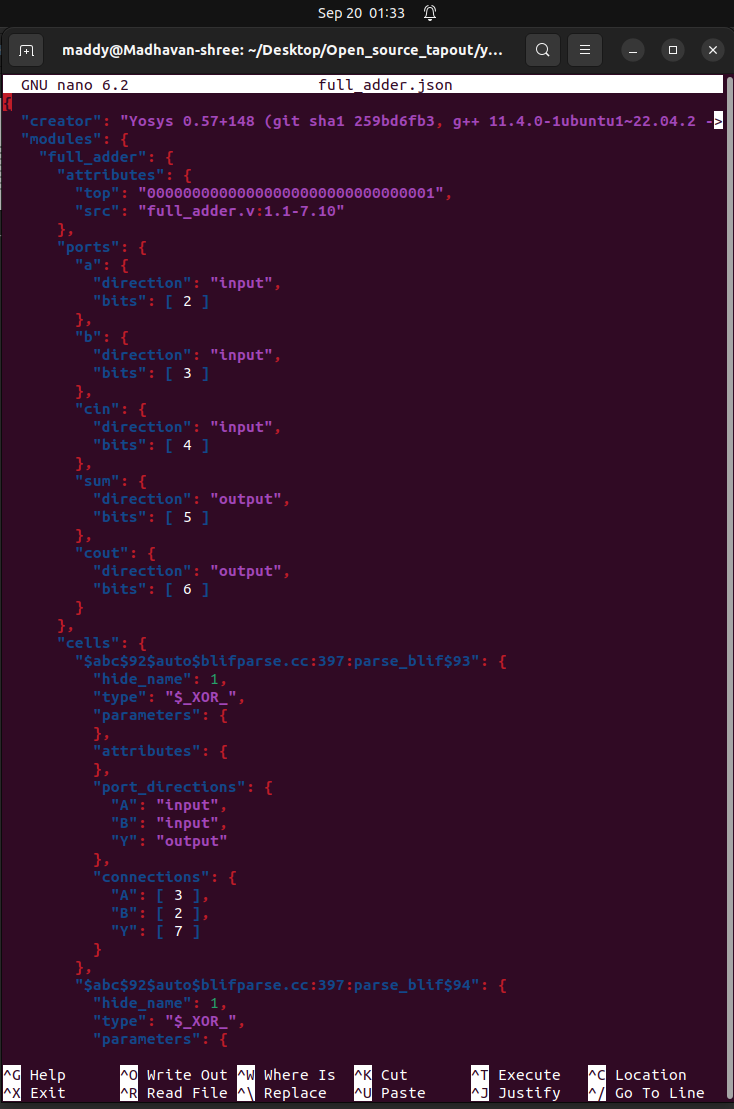 Sep 20 01:33
maddy@Madhavan-shree: ~/Desktop/Open_source_tapout/y...
GNU nano 6.2 full_adder.json
{
"creator": "Yosys 0.57+148 (git sha1 259bd6fb3, g++ 11.4.0-1ubuntu1~22.04.2 ->
"modules": {
"full_adder": {
"attributes": {
"top": "00000000000000000000000000000001",
"src": "full_adder.v:1.1-7.10"
},
"ports": {
"a": {
"direction": "input",
"bits": [ 2 ]
},
"b": {
"direction": "input",
"bits": [ 3 ]
},
"cin": {
"direction": "input",
"bits": [ 4 ]
},
"sum": {
"direction": "output",
"bits": [ 5 ]
},
"cout": {
"direction": "output",
"bits": [ 6 ]
}
},
"cells": {
"$abc$92$auto$blifparse.cc:397:parse_blif$93": {
"hide_name": 1,
"type": "$_XOR_",
"parameters": {
},
"attributes": {
},
"port_directions": {
"A": "input",
"B": "input",
"Y": "output"
},
"connections": {
"A": [ 3 ],
"B": [ 2 ],
"Y": [ 7 ]
}
},
"$abc$92$auto$blifparse.cc:397:parse_blif$94": {
"hide_name": 1,
"type": "$_XOR_",
"parameters": {
^G Help ^O Write Out ^W Where Is ^K Cut ^T Execute ^C Location
^X Exit ^R Read File ^\ Replace ^U Paste ^J Justify ^/ Go To Line